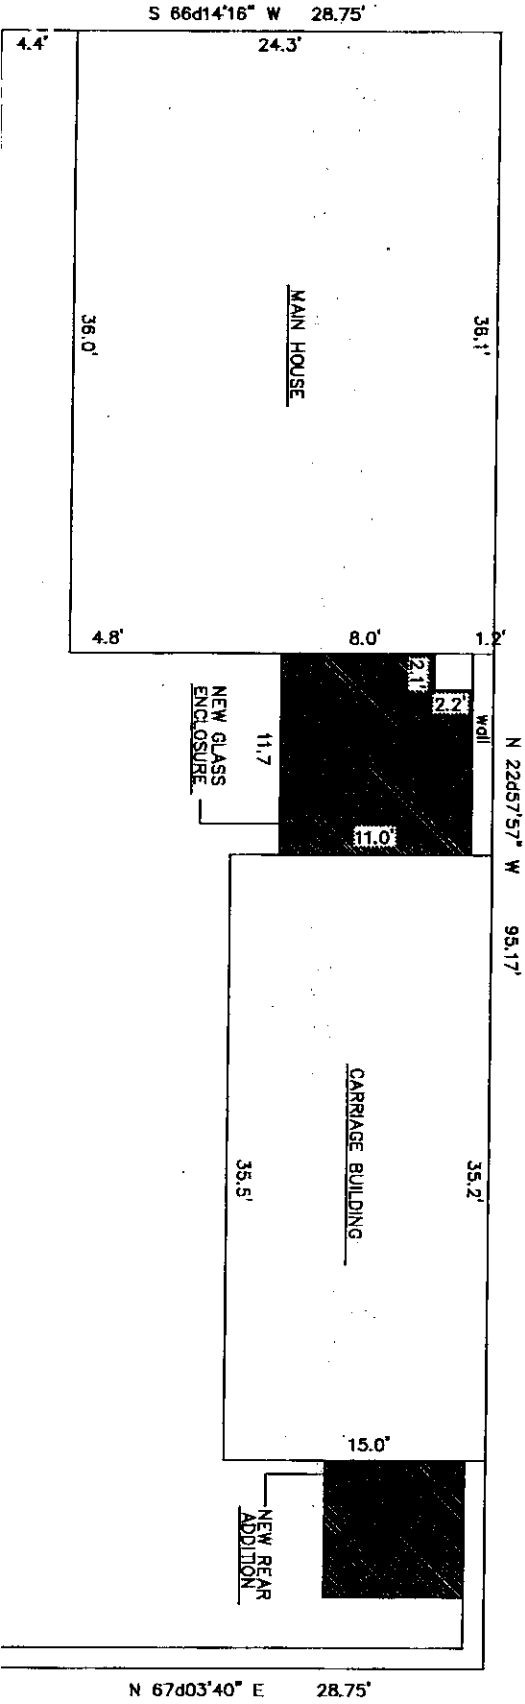 S 66d14'16" W 28.75'
4.4'
24.3'
36.0'
MAIN HOUSE
36.1'
4.8'
8.0'
1.2'
2.1'
2.2'
wall
NEW GLASS
ENCLOSURE
11.7
11.0'
N 22d57'57" W 95.17'
CARRIAGE BUILDING
35.5'
35.2'
15.0'
NEW REAR
ADDITION
N 67d03'40" E 28.75'